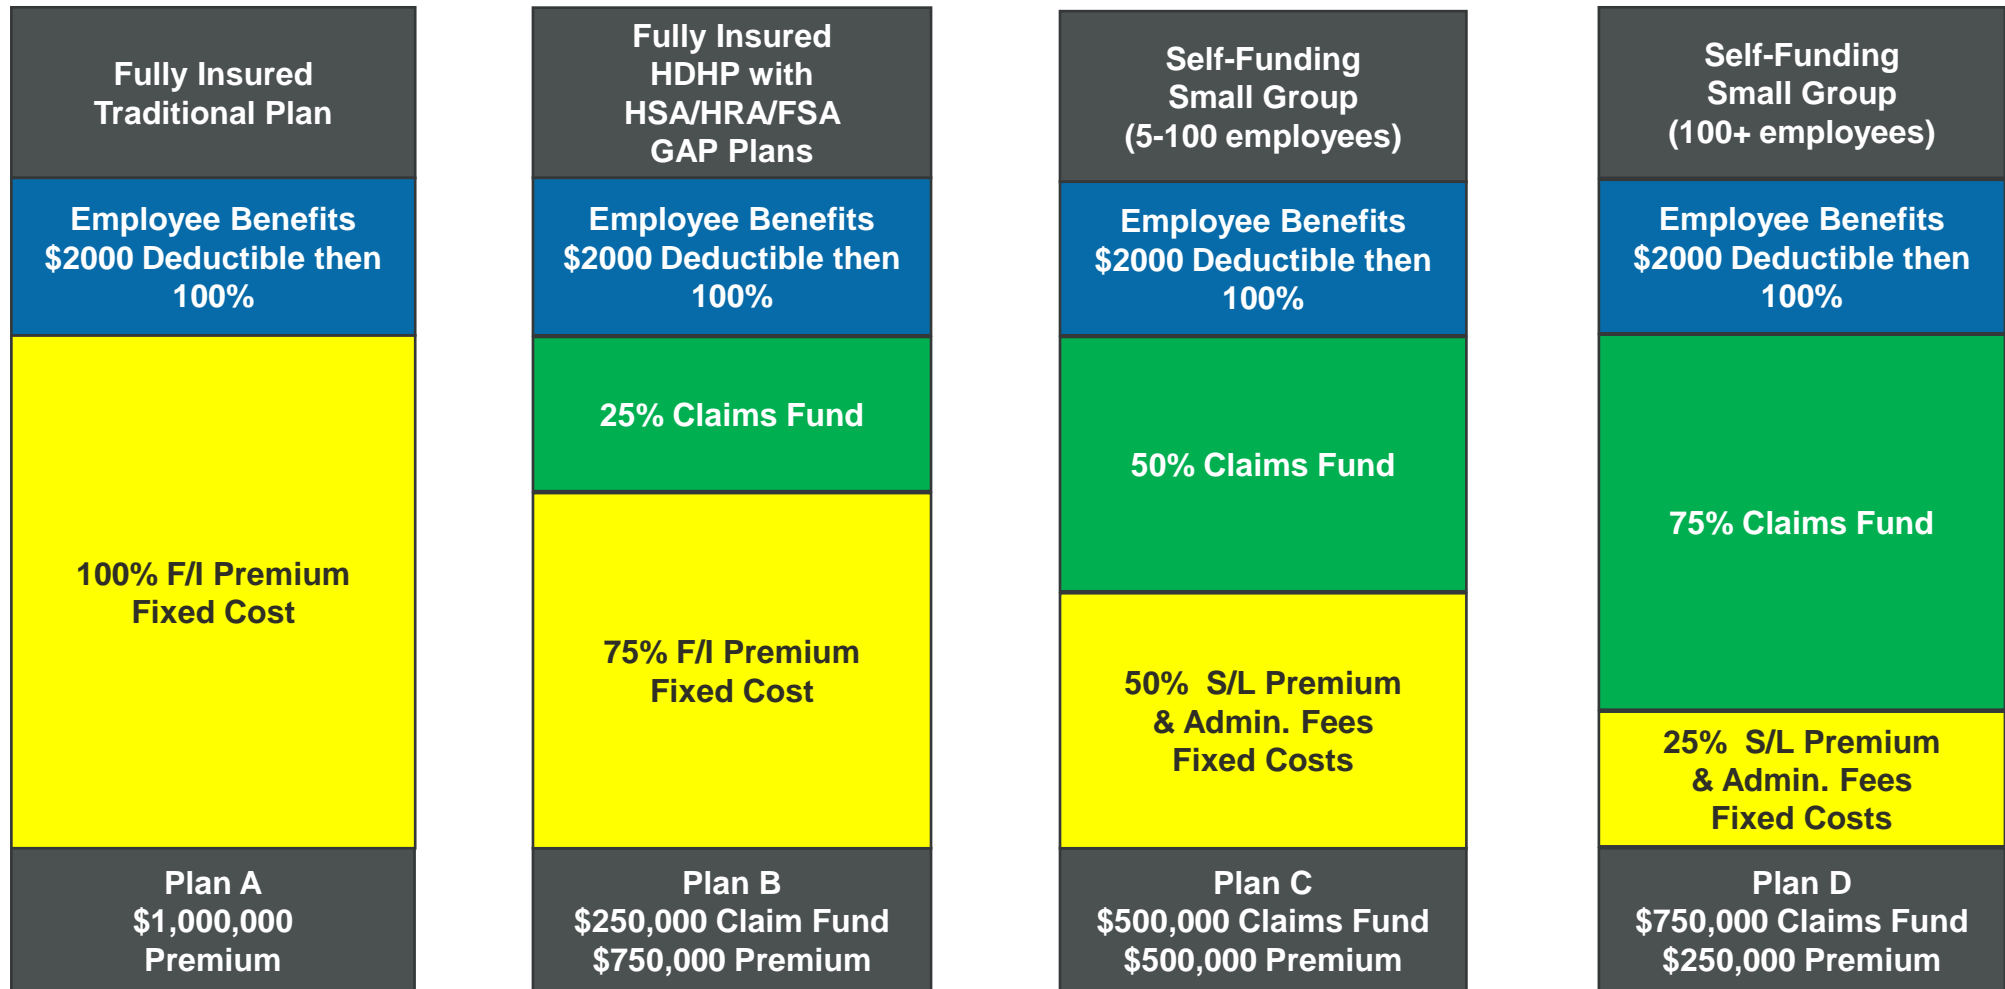 Fully Insured
Traditional Plan
Employee Benefits
$2000 Deductible then
100%
100% F/I Premium
Fixed Cost
Plan A
$1,000,000
Premium
Fully Insured
HDHP with
HSA/HRA/FSA
GAP Plans
Employee Benefits
$2000 Deductible then
100%
25% Claims Fund
75% F/I Premium
Fixed Cost
Plan B
$250,000 Claim Fund
$750,000 Premium
Self-Funding
Small Group
(5-100 employees)
Employee Benefits
$2000 Deductible then
100%
50% Claims Fund
50% S/L Premium
& Admin. Fees
Fixed Costs
Plan C
$500,000 Claims Fund
$500,000 Premium
Self-Funding
Small Group
(100+ employees)
Employee Benefits
$2000 Deductible then
100%
75% Claims Fund
25% S/L Premium
& Admin. Fees
Fixed Costs
Plan D
$750,000 Claims Fund
$250,000 Premium